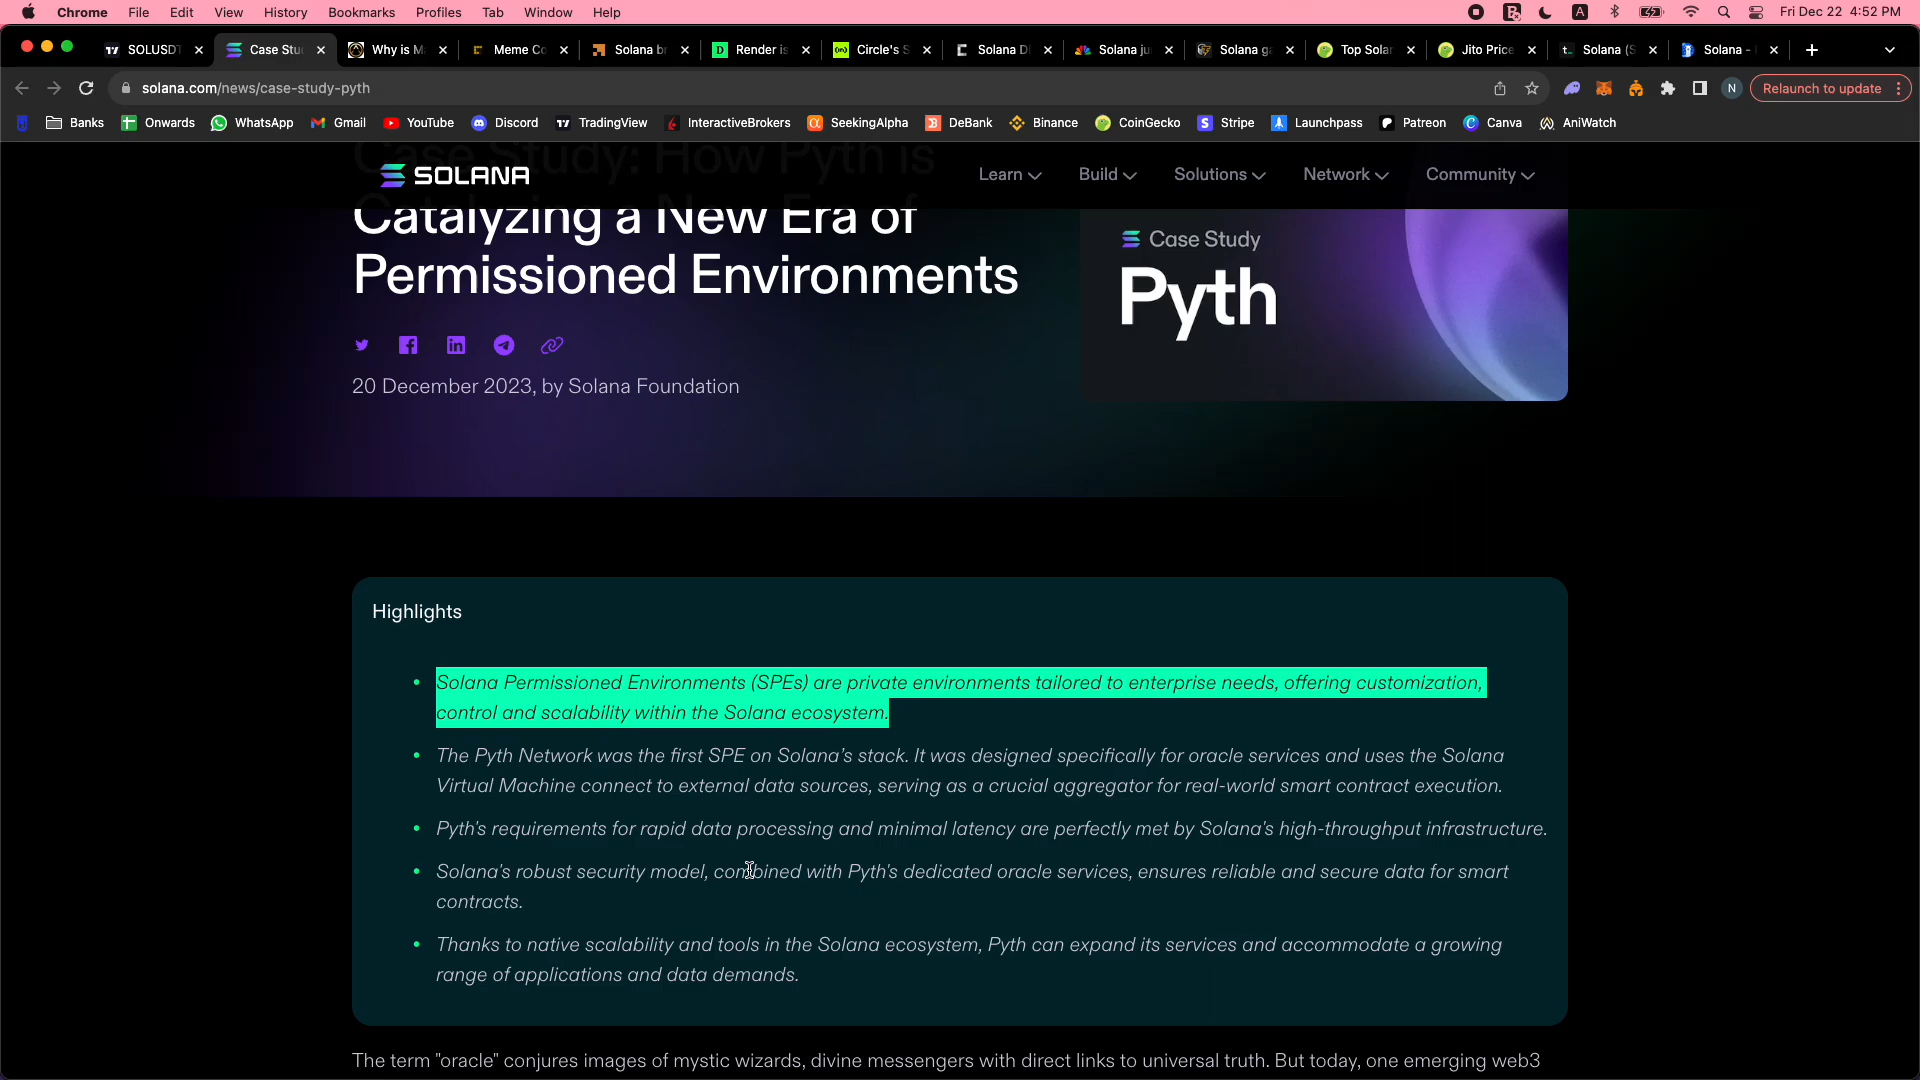 Chrome File Edit View History Bookmarks Profiles Tab Window Help
A
Fri Dec 22 4:52 PM
SOLUSDT
Case Stu
Why is M
Meme Co
Solana br
Render is
Circle's S
Solana D
Solana ju
Solana ga
Top Solar
Jito Price
Solana (S
Solana -
solana.com/news/case-study-pyth
N
Relaunch to update
Banks Onwards WhatsApp Gmail YouTube Discord TradingView InteractiveBrokers SeekingAlpha DeBank Binance CoinGecko Stripe Launchpass Patreon Canva AniWatch
Case Study: How Pyth is
SOLANA
Learn Build Solutions Network Community
Catalyzing a New Era of
Permissioned Environments
Case Study
Pyth
20 December 2023, by Solana Foundation
Highlights
• Solana Permissioned Environments (SPEs) are private environments tailored to enterprise needs, offering customization,
control and scalability within the Solana ecosystem.
• The Pyth Network was the first SPE on Solana's stack. It was designed specifically for oracle services and uses the Solana
Virtual Machine connect to external data sources, serving as a crucial aggregator for real-world smart contract execution.
• Pyth's requirements for rapid data processing and minimal latency are perfectly met by Solana's high-throughput infrastructure.
• Solana's robust security model, combined with Pyth's dedicated oracle services, ensures reliable and secure data for smart
contracts.
• Thanks to native scalability and tools in the Solana ecosystem, Pyth can expand its services and accommodate a growing
range of applications and data demands.
The term "oracle" conjures images of mystic wizards, divine messengers with direct links to universal truth. But today, one emerging web3